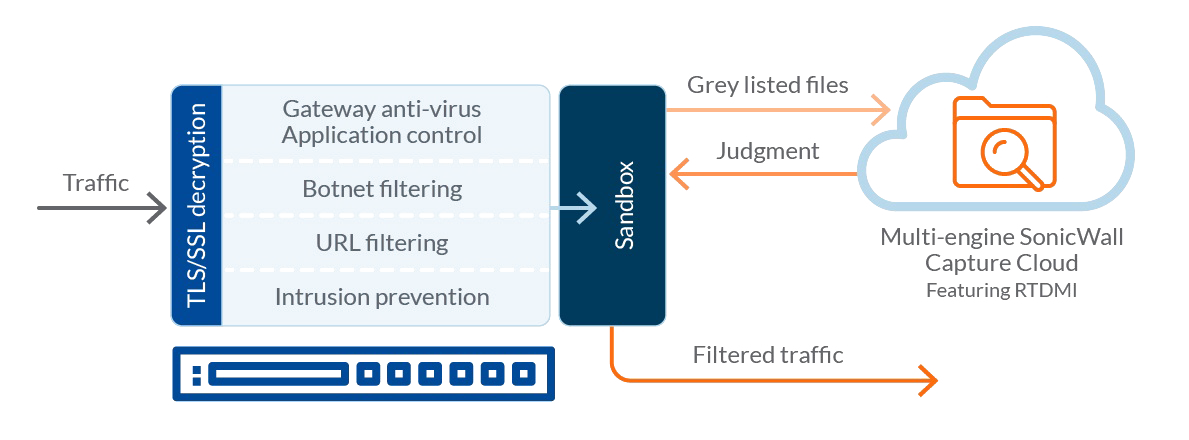 Traffic
TLS/SSL decryption
Gateway anti-virus
Application control
Botnet filtering
URL filtering
Intrusion prevention
Sandbox
Grey listed files
Judgment
Multi-engine SonicWall
Capture Cloud
Featuring RTDMI
Filtered traffic